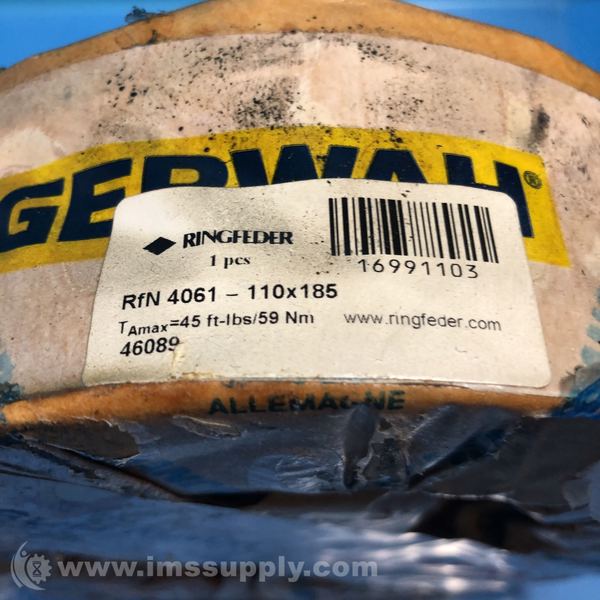 GERWAH®
RINGFEDER
1 pcs
16991103
RfN 4061 - 110x185
TAmax=45 ft-lbs/59 Nm
www.ringfeder.com
46089
ALLEMAGNE
www.imssupply.com